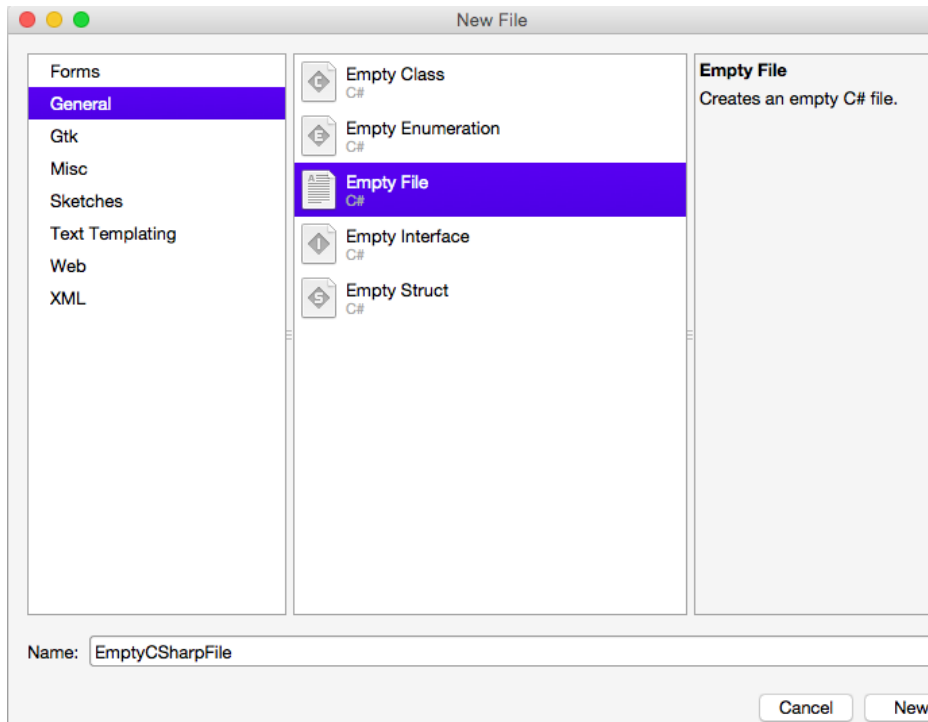 New File
Forms
General
Gtk
Misc
Sketches
Text Templating
Web
XML
C
Empty Class
C#
E
Empty Enumeration
C#
A
Empty File
C#
I
Empty Interface
C#
S
Empty Struct
C#
Empty File
Creates an empty C# file.
Name: EmptyCSharpFile
Cancel
New